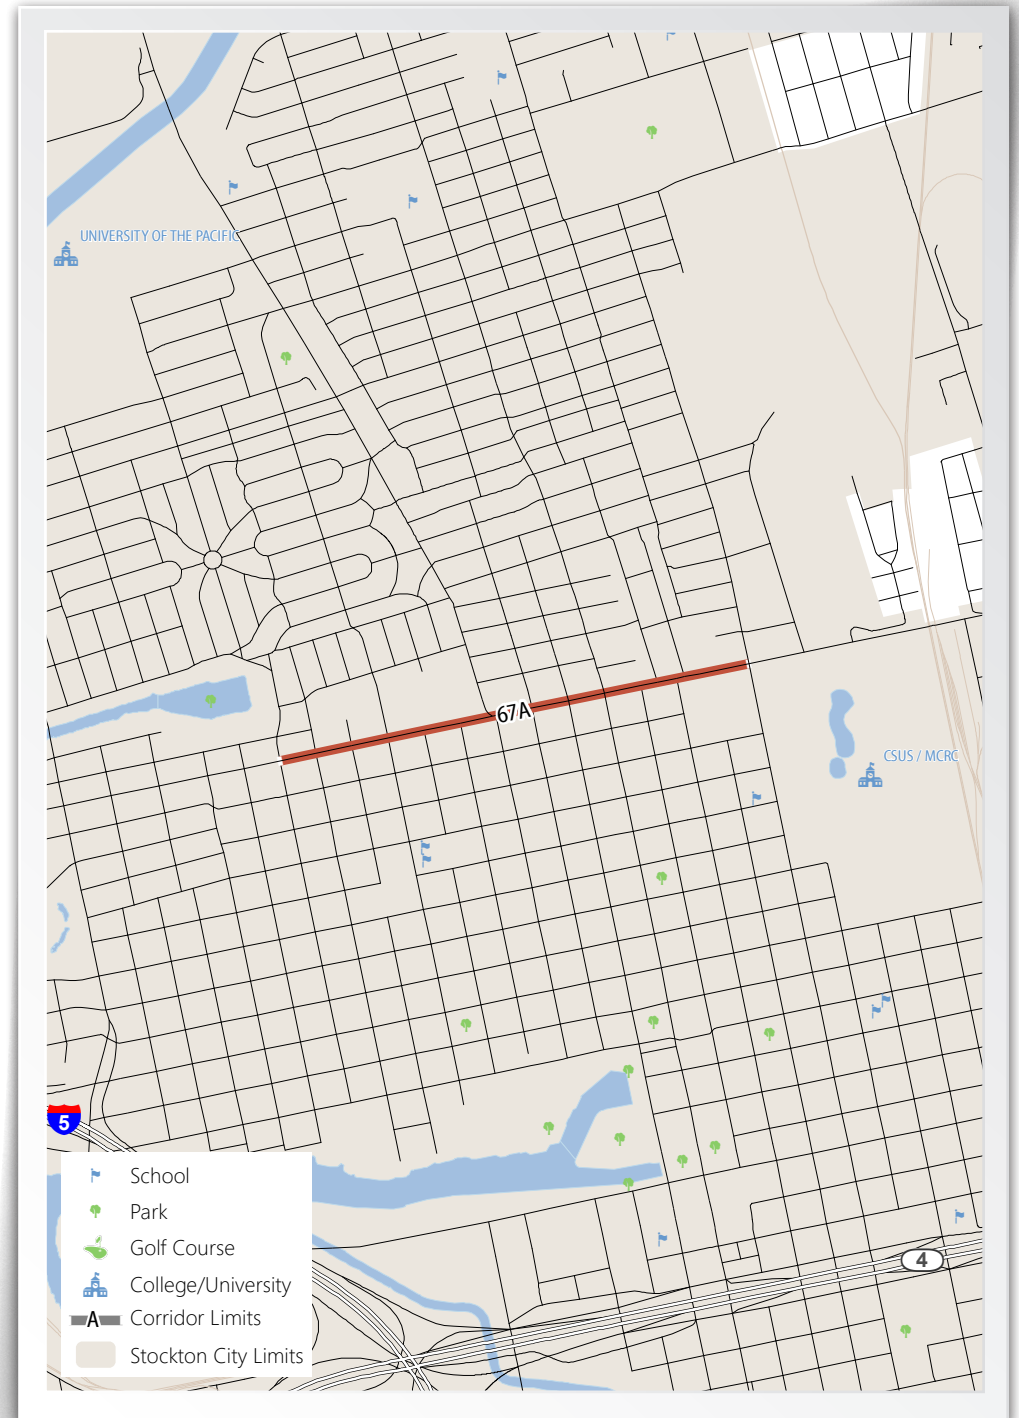 UNIVERSITY OF THE PACIFIC
67A
CSUS / MCRC
5
4
School
Park
Golf Course
College/University
A Corridor Limits
Stockton City Limits